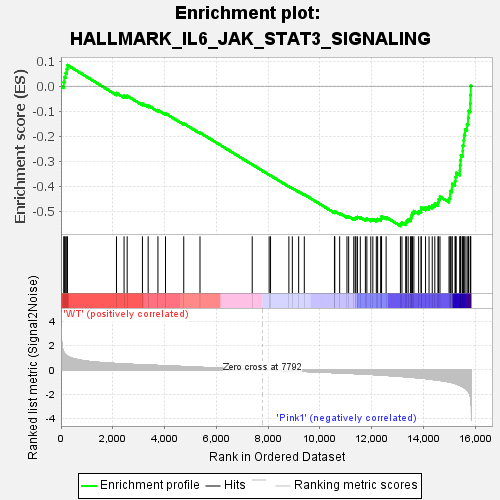 Enrichment plot:
HALLMARK_IL6_JAK_STAT3_SIGNALING
Enrichment score (ES)
0.1
0.0
-0.1
-0.2
-0.3
-0.4
-0.5
Ranked list metric (Signal2Noise)
4
2
0
-2
-4
'WT' (positively correlated)
Zero cross at 7792
'Pink1' (negatively correlated)
0
2,000
4,000
6,000
8,000
10,000
12,000
14,000
16,000
Rank in Ordered Dataset
Enrichment profile
Hits
Ranking metric scores